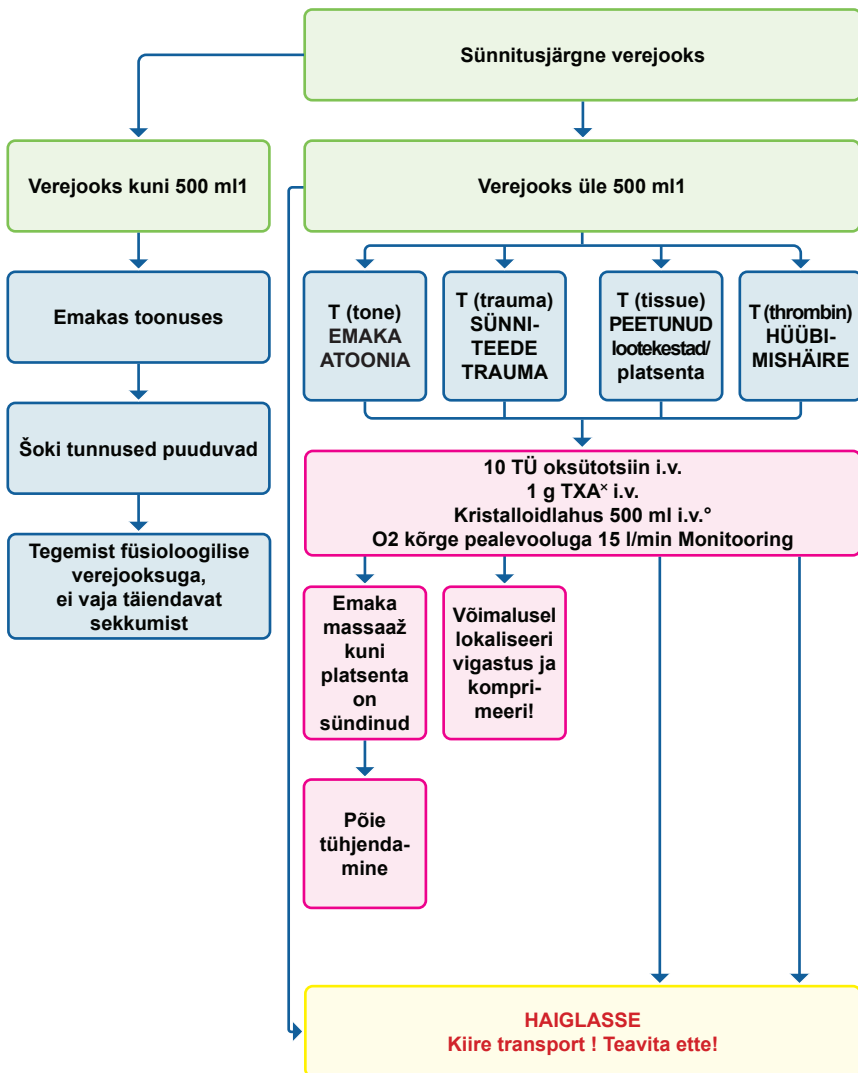 Sünnitusjärgne verejooks
Verejooks kuni 500 ml1
Verejooks üle 500 ml1
Emakas toonuses
T (tone)
EMAKA
ATOONIA
T (trauma)
SÜNNI-
TEEDE
TRAUMA
T (tissue)
PEETUNUD
lootekestad/
platsenta
T (thrombin)
HÜÜBI-
MISHÄIRE
Šoki tunnused puuduvad
10 TÜ oksütotsiin i.v.
1 g TXAˣ i.v.
Kristalloidlahus 500 ml i.v.°
O2 kõrge pealevooluga 15 l/min Monitooring
Tegemist füsioloogilise
verejooksuga,
ei vaja täiendavat
sekkumist
Emaka
massaaž
kuni
platsenta
on
sündinud
Võimalusel
lokaliseeri
vigastus ja
kompri-
meeri!
Põie
tühjenda-
mine
HAIGLASSE
Kiire transport ! Teavita ette!